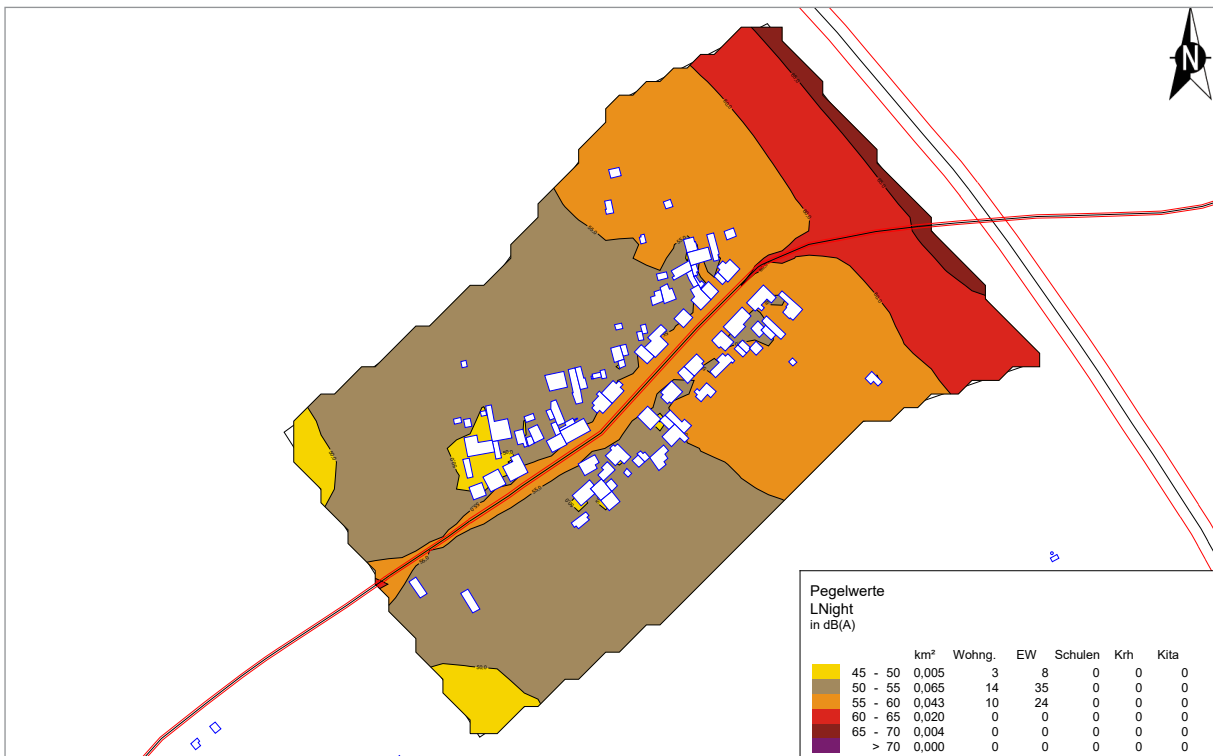 N
Pegelwerte
LNight
in dB(A)
km² Wohng. EW Schulen Krh Kita
45 - 50 0,005 3 8 0 0 0
50 - 55 0,065 14 35 0 0 0
55 - 60 0,043 10 24 0 0 0
60 - 65 0,020 0 0 0 0 0
65 - 70 0,004 0 0 0 0 0
> 70 0,000 0 0 0 0 0